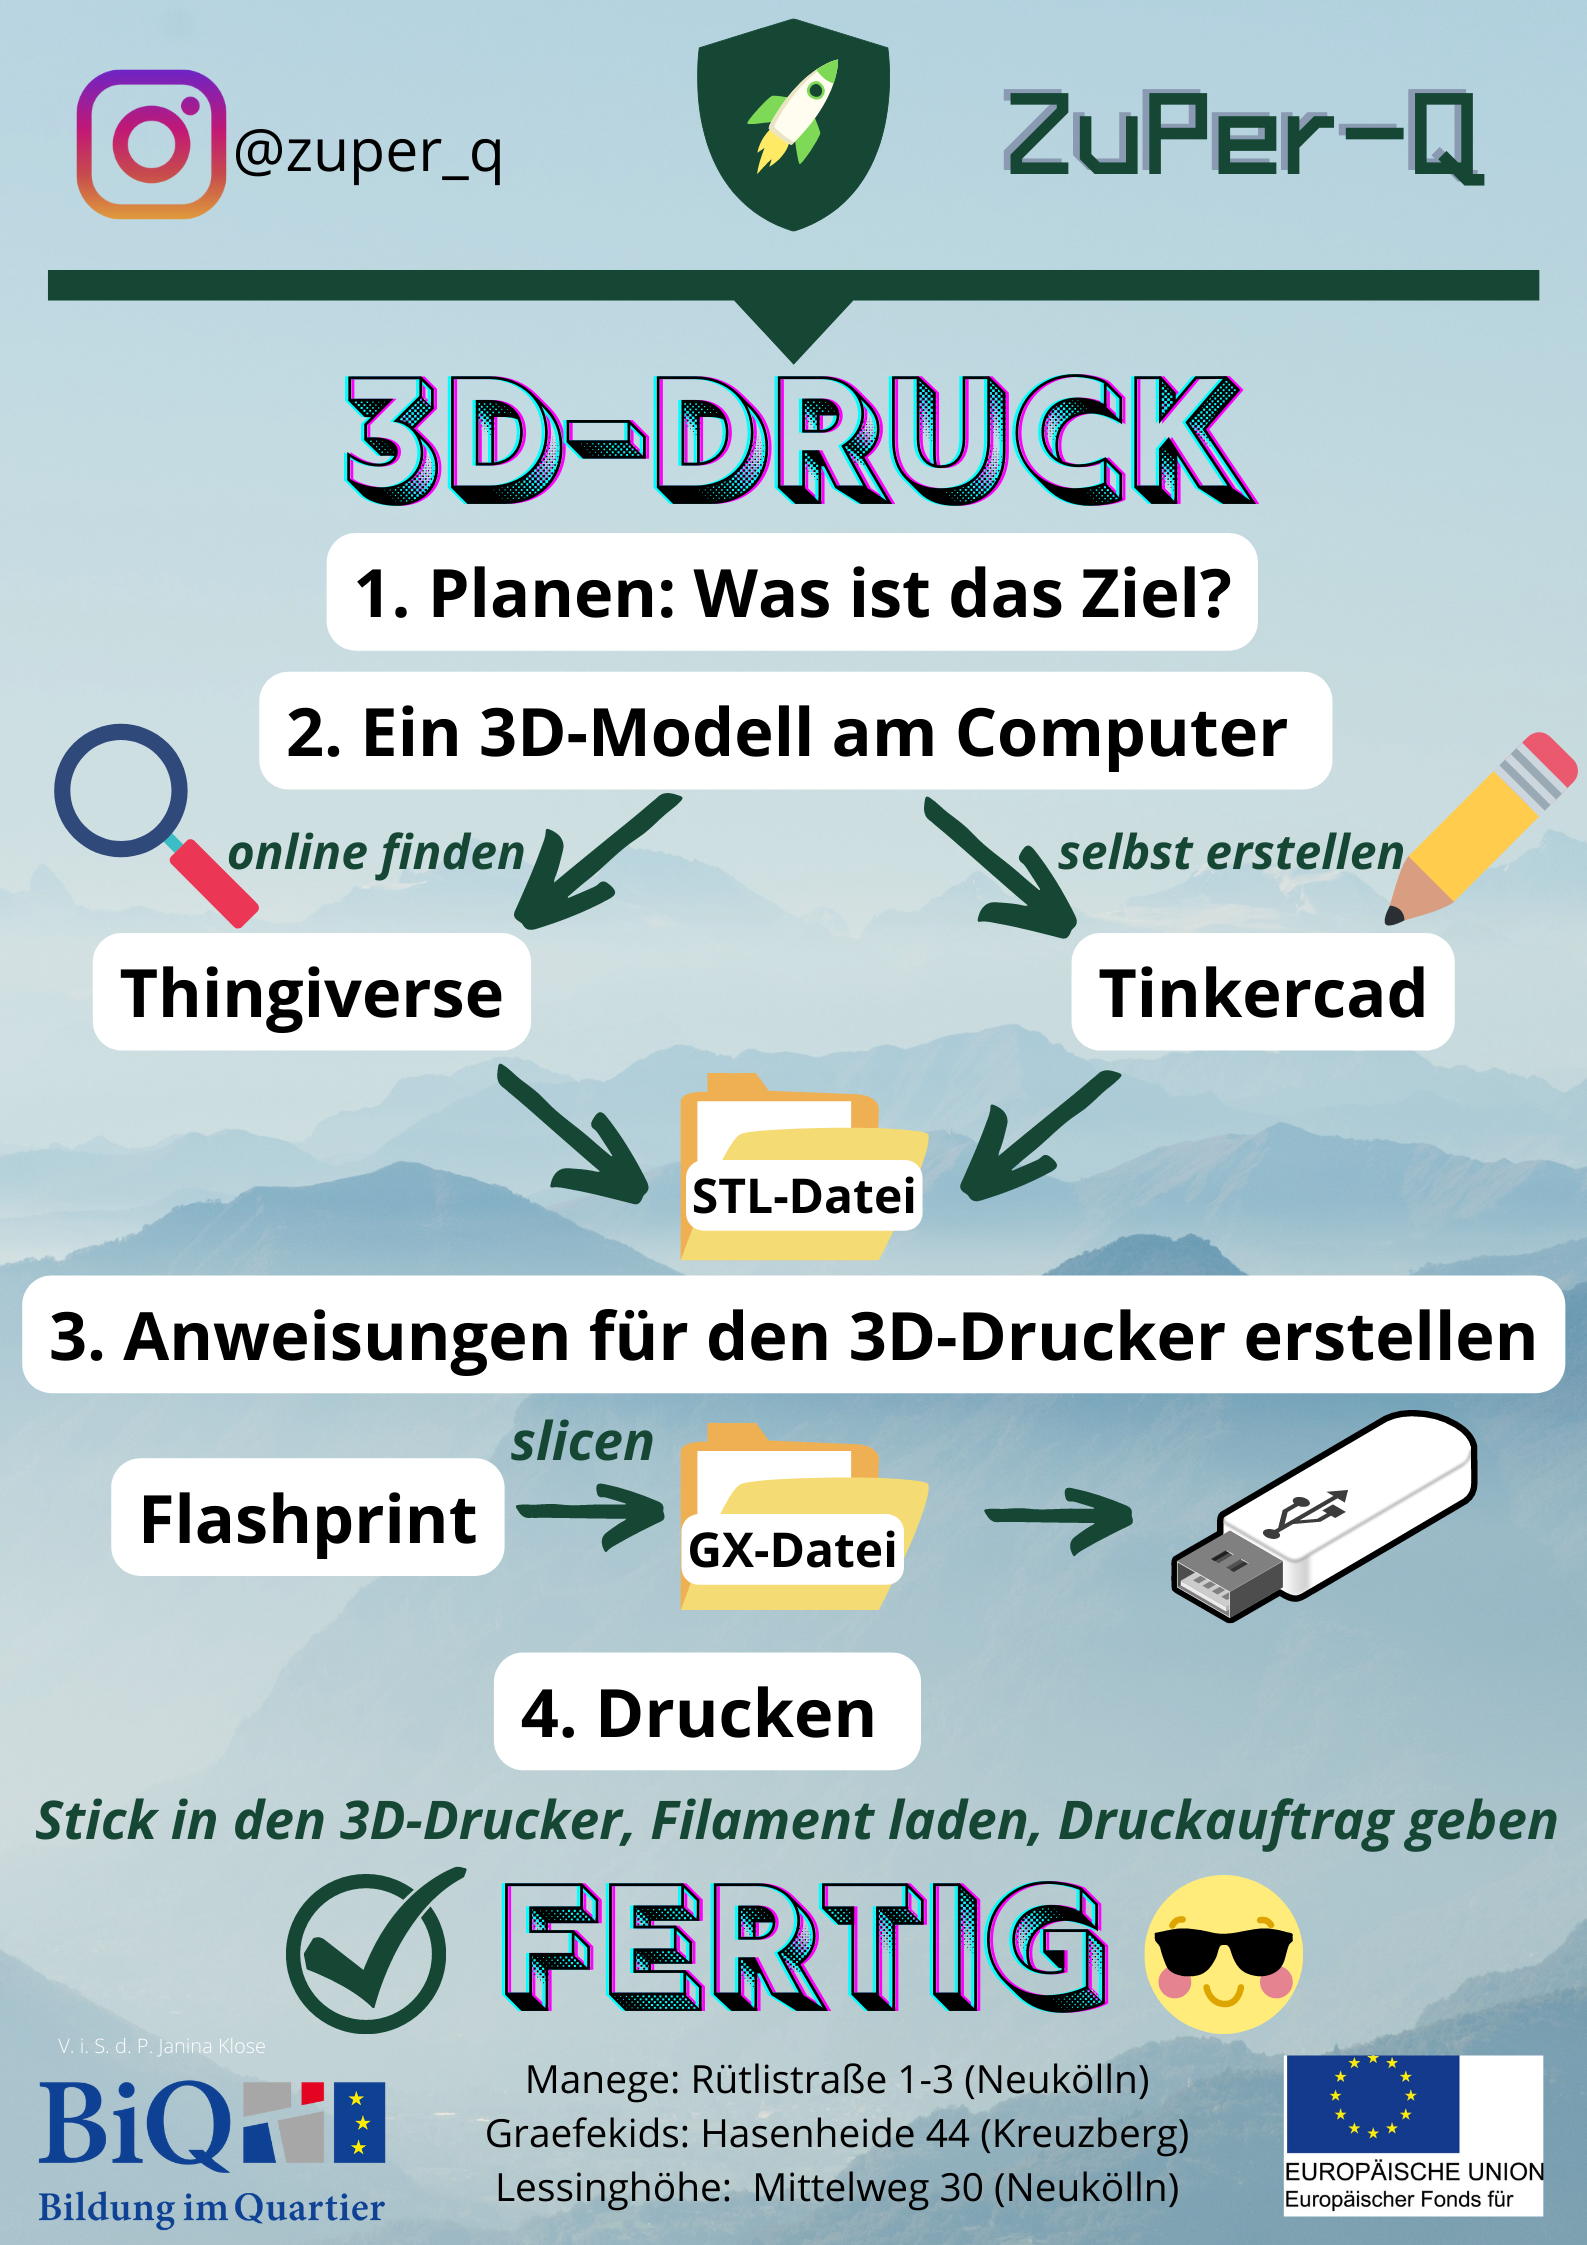 @zuper_q
ZuPer-Q
3D-DRUCK
1. Planen: Was ist das Ziel?
2. Ein 3D-Modell am Computer
online finden
selbst erstellen
Thingiverse
Tinkercad
STL-Datei
3. Anweisungen für den 3D-Drucker erstellen
slicen
Flashprint
GX-Datei
4. Drucken
Stick in den 3D-Drucker, Filament laden, Druckauftrag geben
FERTIG
V. i. S. d. P. Janina Klose
BiQ
Bildung im Quartier
Manege: Rütlistraße 1-3 (Neukölln)
Graefekids: Hasenheide 44 (Kreuzberg)
Lessinghöhe: Mittelweg 30 (Neukölln)
EUROPÄISCHE UNION
Europäischer Fonds für